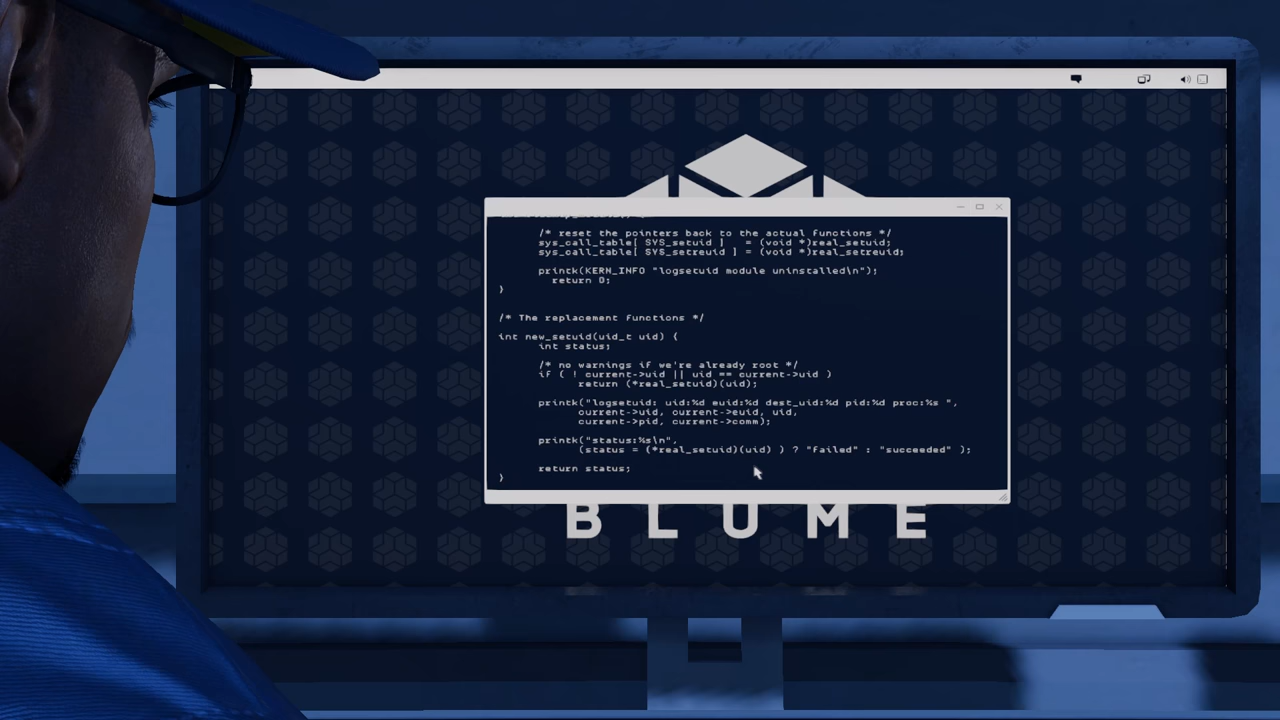 /* reset the pointers back to the actual functions */
sys_call_table[ SYS_setuid ]   = (void *)real_setuid;
sys_call_table[ SYS_setreuid ] = (void *)real_setreuid;
printk(KERN_INFO "logsetuid module uninstalled\n");
return 0;
}
/* The replacement functions */
int new_setuid(uid_t uid) {
int status;
/* no warnings if we're already root */
if ( ! current->uid || uid == current->uid )
return (*real_setuid)(uid);
printk("logsetuid: uid:%d euid:%d dest_uid:%d pid:%d proc:%s ",
current->uid, current->euid, uid,
current->pid, current->comm);
printk("status:%s\n",
(status = (*real_setuid)(uid) ) ? "failed" : "succeeded" );
return status;
}
BLUME